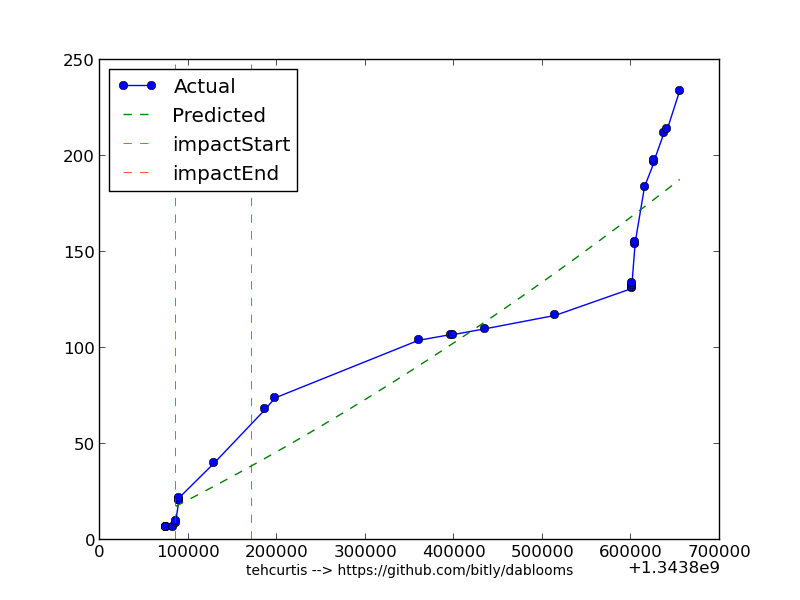 250
200
150
100
50
0
Actual
Predicted
impactStart
impactEnd
0 100000 200000 300000 400000 500000 600000 700000
+1.3438e9
tehcurtis --> https://github.com/bitly/dablooms